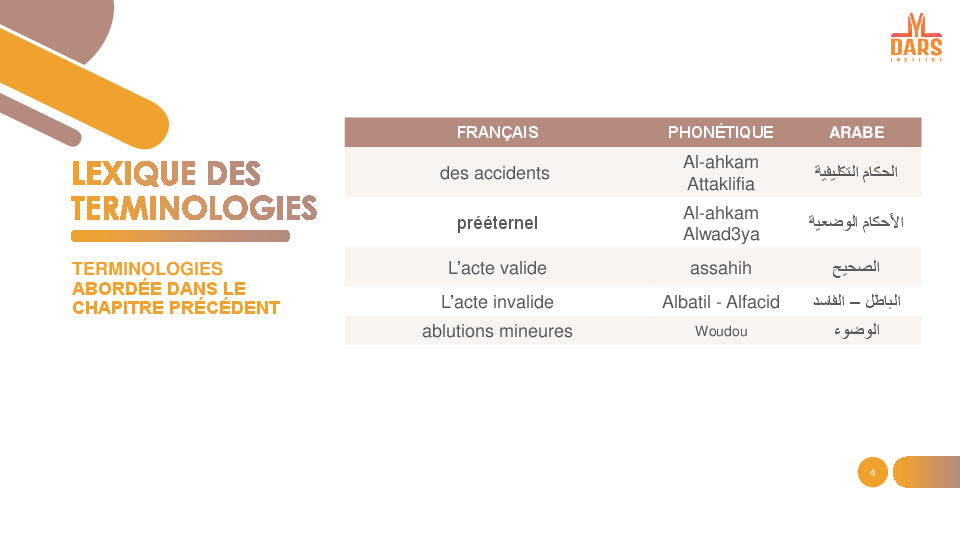 DARS
INSTITUT
LEXIQUE DES
TERMINOLOGIES
TERMINOLOGIES
ABORDÉE DANS LE
CHAPITRE PRÉCÉDENT
FRANÇAIS PHONÉTIQUE ARABE
des accidents Al-ahkam Attaklifia الحكام التكليفية
prééternel Al-ahkam Alwad3ya الأحكام الوضعية
L’acte valide assahih الصحيح
L’acte invalide Albatil - Alfacid الباطل – الفاسد
ablutions mineures Woudou الوضوء
4